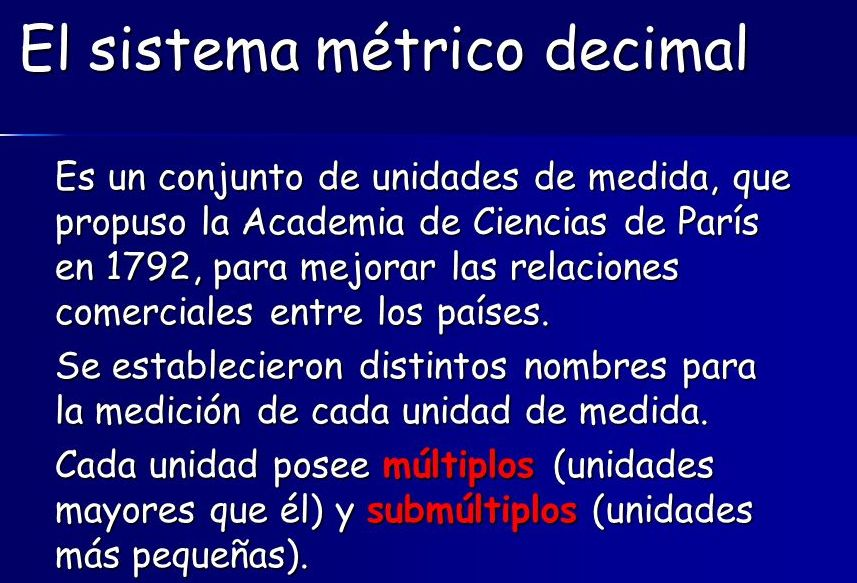 El sistema métrico decimal
Es un conjunto de unidades de medida, que
propuso la Academia de Ciencias de París
en 1792, para mejorar las relaciones
comerciales entre los países.
Se establecieron distintos nombres para
la medición de cada unidad de medida.
Cada unidad posee múltiplos (unidades
mayores que él) y submúltiplos (unidades
más pequeñas).